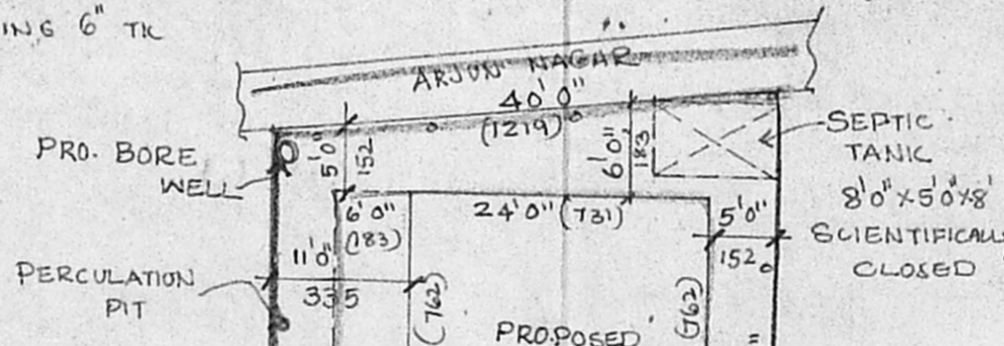 ING 6" TK
ARJUN NAGAR
40'0"
(1219)
PRO. BORE
WELL
5'0"
152
6'0"
183
SEPTIC
TANK
8'0"x5'0"x8'
SCIENTIFICALL
CLOSED
6'0"
(183)
24'0" (731)
5'0"
152
11'0"
335
PERCULATION
PIT
(762)
(762)
PROPOSED